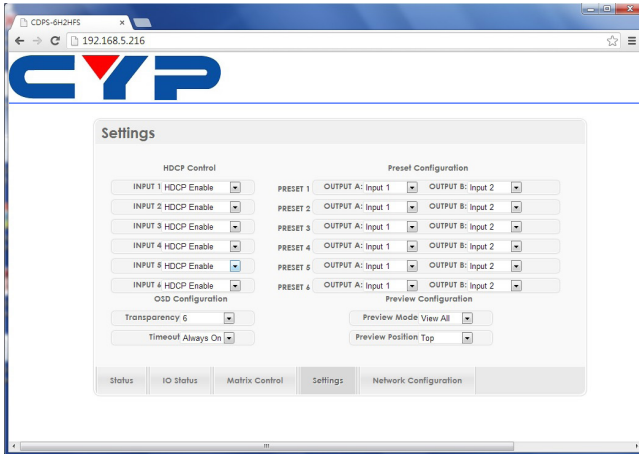 CDPS-6H2HFS
192.168.5.216
CYP
Settings
HDCP Control
Preset Configuration
INPUT 1 HDCP Enable
PRESET 1 OUTPUT A: Input 1 OUTPUT B: Input 2
INPUT 2 HDCP Enable
PRESET 2 OUTPUT A: Input 1 OUTPUT B: Input 2
INPUT 3 HDCP Enable
PRESET 3 OUTPUT A: Input 1 OUTPUT B: Input 2
INPUT 4 HDCP Enable
PRESET 4 OUTPUT A: Input 1 OUTPUT B: Input 2
INPUT 5 HDCP Enable
PRESET 5 OUTPUT A: Input 1 OUTPUT B: Input 2
INPUT 6 HDCP Enable
PRESET 6 OUTPUT A: Input 1 OUTPUT B: Input 2
OSD Configuration
Preview Configuration
Transparency 6
Preview Mode View All
Timeout Always On
Preview Position Top
Status
IO Status
Matrix Control
Settings
Network Configuration